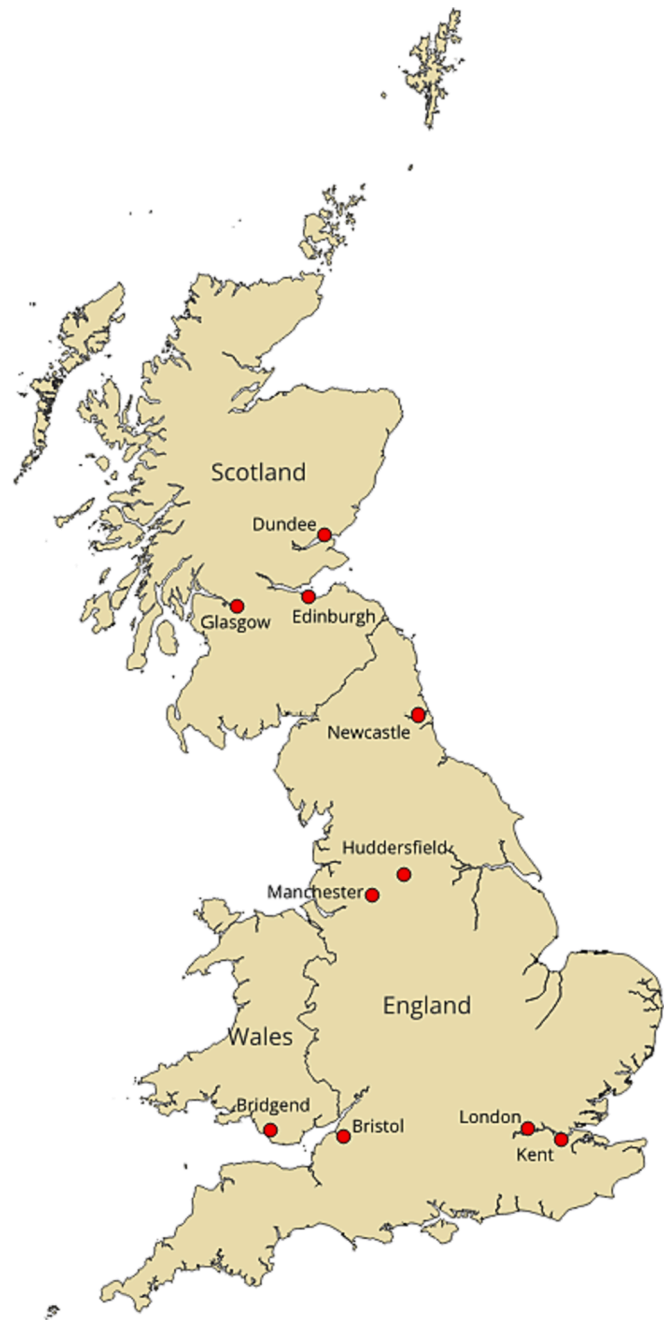 Scotland
Dundee
Glasgow
Edinburgh
Newcastle
Huddersfield
Manchester
England
Wales
Bridgend
Bristol
London
Kent